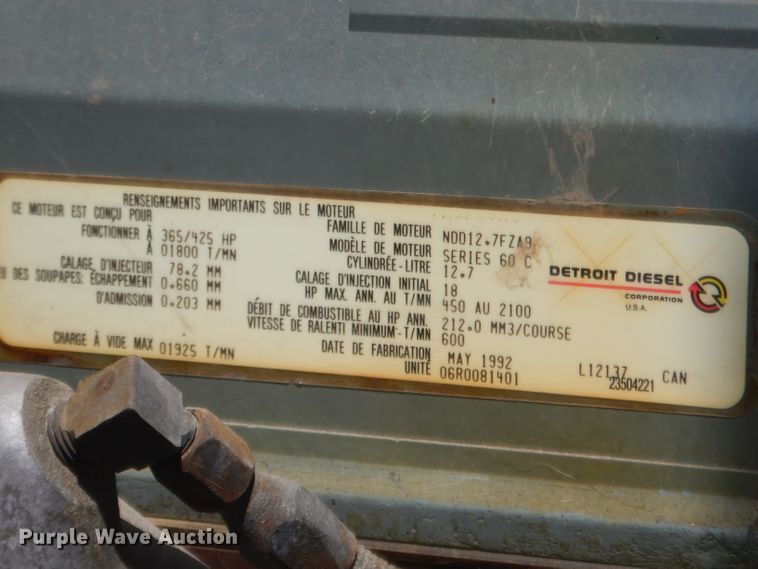 RENSEIGNEMENTS IMPORTANTS SUR LE MOTEUR
CE MOTEUR EST CONÇU POUR
FONCTIONNER À 365/425 HP
À 01800 T/MN
CALAGE D'INJECTEUR 78.2 MM
DES SOUPAPES: ÉCHAPPEMENT 0.660 MM
D'ADMISSION 0.203 MM
CHARGE À VIDE MAX 01925 T/MN
FAMILLE DE MOTEUR NDD12.7FZA9
MODÈLE DE MOTEUR SERIES 60 C
CYLINDRÉE-LITRE 12.7
CALAGE D'INJECTION INITIAL 18
HP MAX. ANN. AU T/MN 450 AU 2100
DÉBIT DE COMBUSTIBLE AU HP ANN. 212.0 MM3/COURSE
VITESSE DE RALENTI MINIMUM-T/MN 600
DATE DE FABRICATION MAY 1992
UNITÉ 06R0081401
DETROIT DIESEL
CORPORATION
U.S.A.
L12137 CAN
23504221
Purple Wave Auction